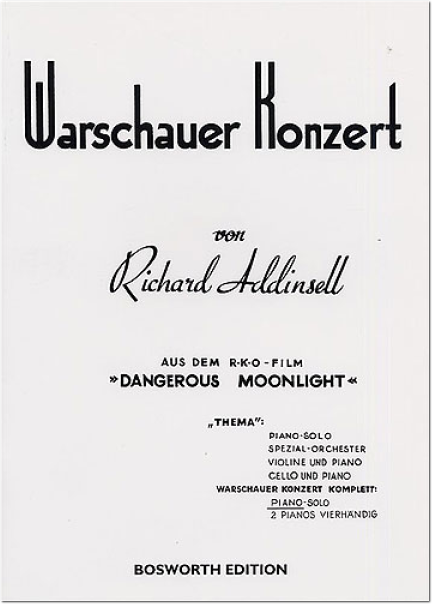 Warschauer Konzert
von
Richard Addinsell
AUS DEM R·K·O-FILM
»DANGEROUS MOONLIGHT«
„THEMA":
PIANO-SOLO
SPEZIAL-ORCHESTER
VIOLINE UND PIANO
CELLO UND PIANO
WARSCHAUER KONZERT KOMPLETT:
PIANO-SOLO
2 PIANOS VIERHÄNDIG
BOSWORTH EDITION